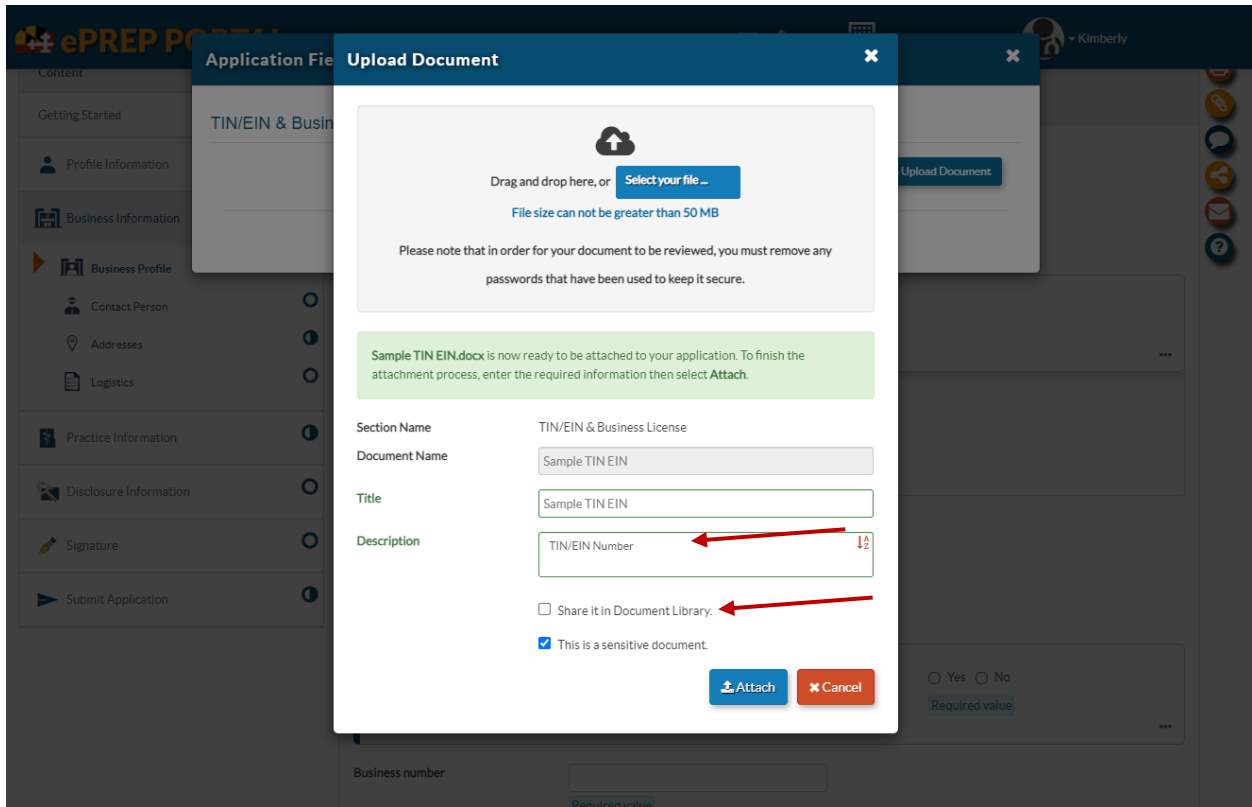 ePREP PORTAL
Kimberly
Content
Application Fie
Upload Document
Getting Started
TIN/EIN & Busin
Profile Information
Drag and drop here, or Select your file ...
Upload Document
File size can not be greater than 50 MB
Business Information
Please note that in order for your document to be reviewed, you must remove any
passwords that have been used to keep it secure.
Business Profile
Contact Person
Addresses
Sample TIN EIN.docx is now ready to be attached to your application. To finish the
attachment process, enter the required information then select Attach.
Logistics
Section Name TIN/EIN & Business License
Practice Information
Document Name Sample TIN EIN
Disclosure Information
Title Sample TIN EIN
Signature
Description TIN/EIN Number
Submit Application
Share it in Document Library.
This is a sensitive document.
Attach Cancel
Yes No
Required value
Business number
Required value